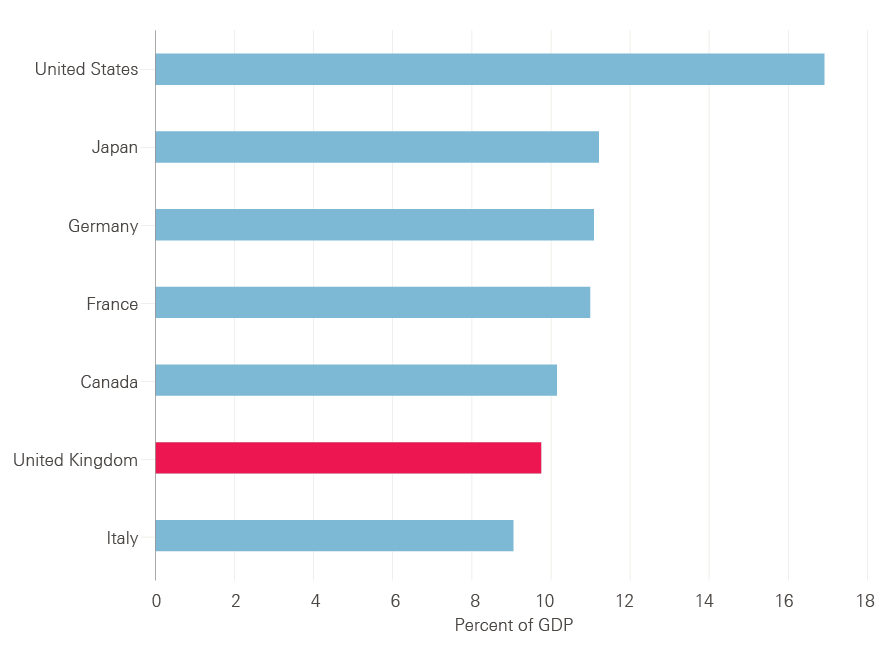 United States
Japan
Germany
France
Canada
United Kingdom
Italy
0 2 4 6 8 10 12 14 16 18
Percent of GDP